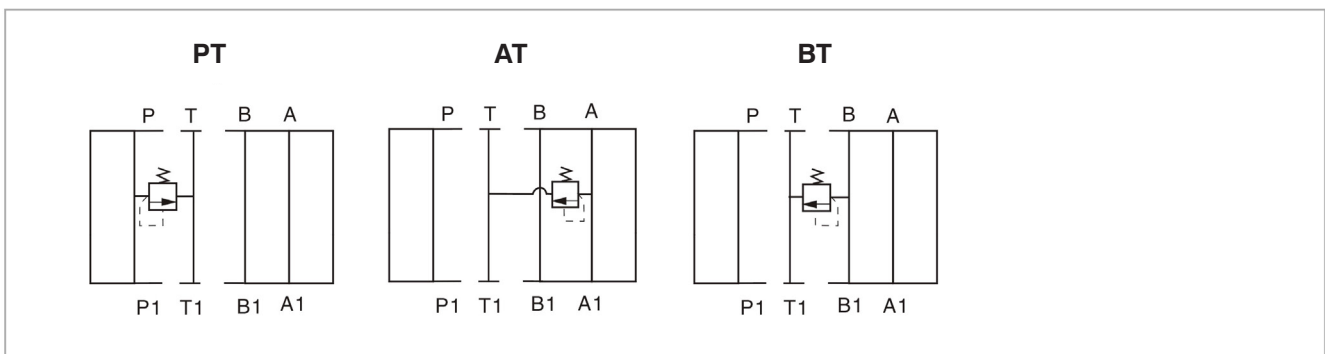 PT AT BT
P T B A P T B A P T B A
P1 T1 B1 A1 P1 T1 B1 A1 P1 T1 B1 A1